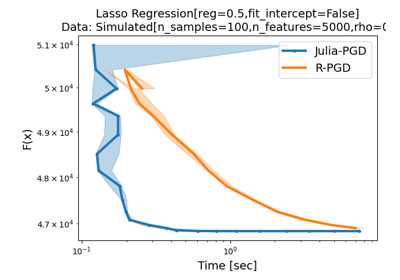 Lasso Regression[reg=0.5,fit_intercept=False]
Data: Simulated[n_samples=100,n_features=5000,rho=0
Julia-PGD
R-PGD
F(x)
5.1 × 10⁴
5 × 10⁴
4.9 × 10⁴
4.8 × 10⁴
4.7 × 10⁴
10⁻¹
10⁰
Time [sec]